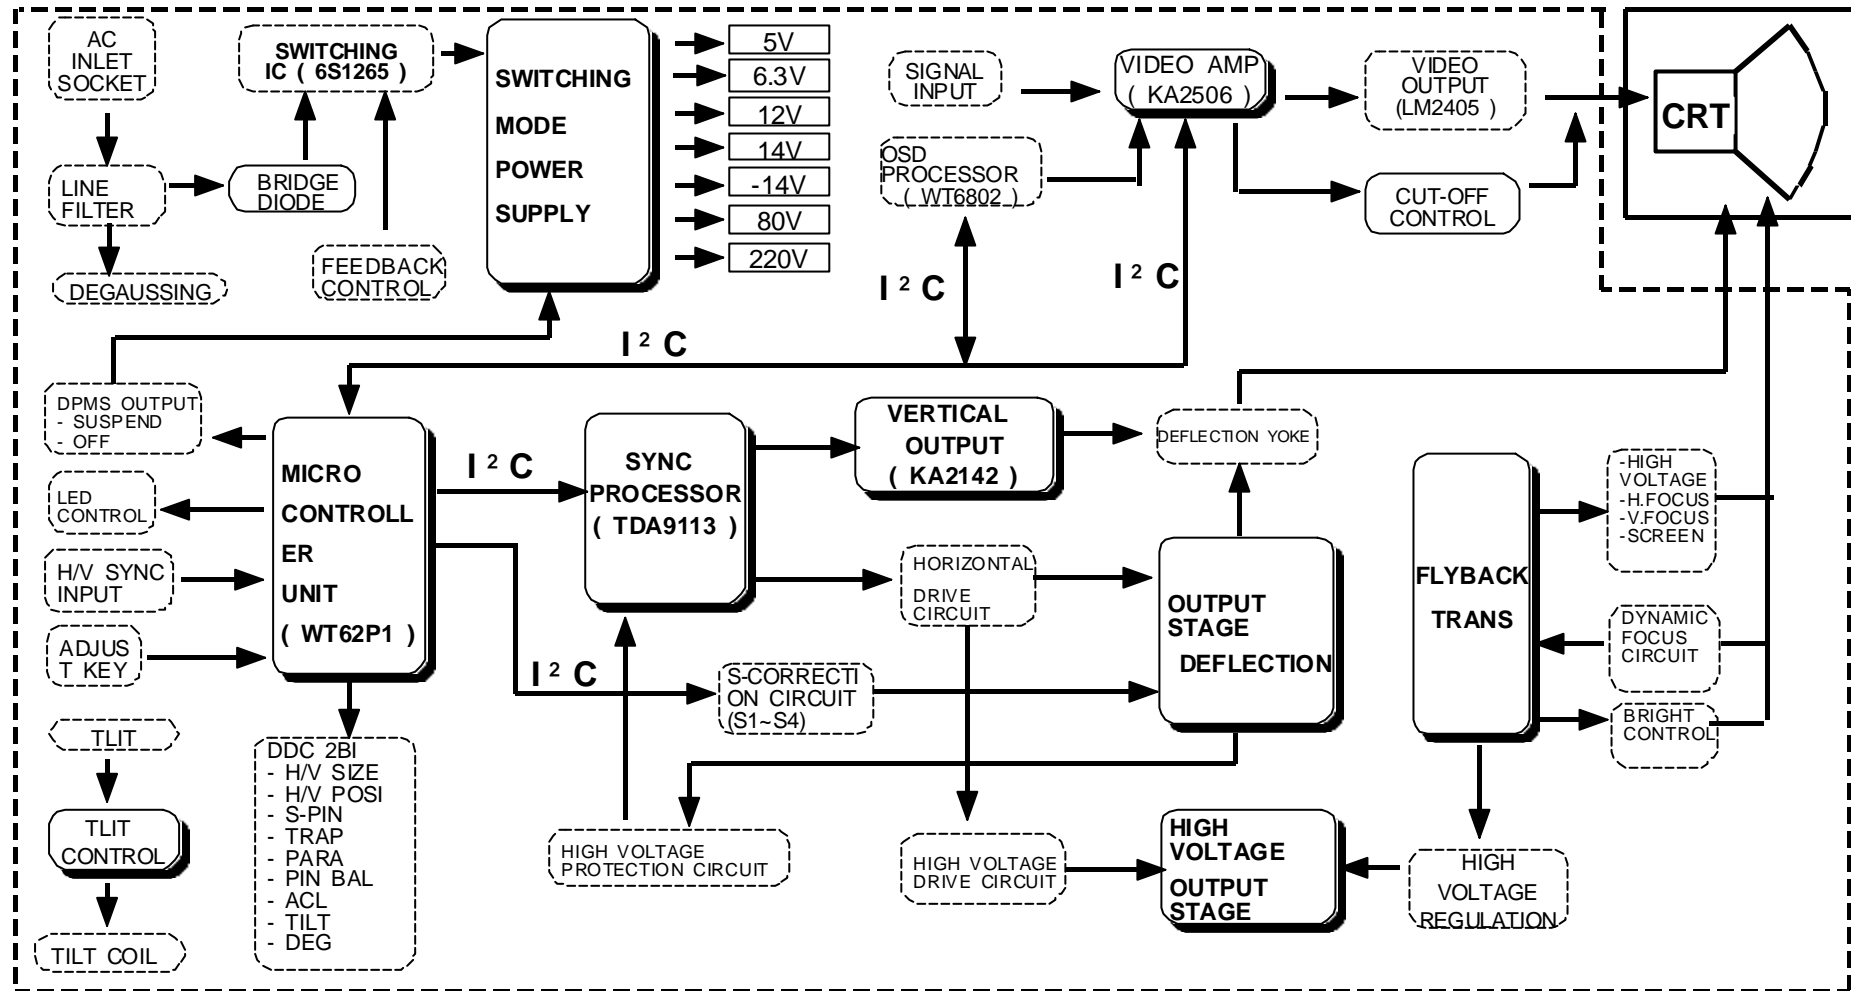 AC
INLET
SOCKET
SWITCHING
IC ( 6S1265 )
SWITCHING
MODE
POWER
SUPPLY
5V
6.3V
12V
14V
-14V
80V
220V
LINE
FILTER
BRIDGE
DIODE
DEGAUSSING
FEEDBACK
CONTROL
SIGNAL
INPUT
VIDEO AMP
( KA2506 )
VIDEO
OUTPUT
(LM2405 )
CRT
OSD
PROCESSOR
( WT6802 )
CUT-OFF
CONTROL
I 2 C
I 2 C
I 2 C
DPMS OUTPUT
- SUSPEND
- OFF
LED
CONTROL
H/V SYNC
INPUT
ADJUS
T KEY
MICRO
CONTROLL
ER
UNIT
( WT62P1 )
I 2 C
I 2 C
SYNC
PROCESSOR
( TDA9113 )
VERTICAL
OUTPUT
( KA2142 )
DEFLECTION YOKE
HORIZONTAL
DRIVE
CIRCUIT
OUTPUT
STAGE
DEFLECTION
S-CORRECTI
ON CIRCUIT
(S1~S4)
FLYBACK
TRANS
-HIGH
VOLTAGE
-H.FOCUS
-V.FOCUS
-SCREEN
DYNAMIC
FOCUS
CIRCUIT
BRIGHT
CONTROL
TLIT
TLIT
CONTROL
TILT COIL
DDC 2BI
- H/V SIZE
- H/V POSI
- S-PIN
- TRAP
- PARA
- PIN BAL
- ACL
- TILT
- DEG
HIGH VOLTAGE
PROTECTION CIRCUIT
HIGH VOLTAGE
DRIVE CIRCUIT
HIGH
VOLTAGE
OUTPUT
STAGE
HIGH
VOLTAGE
REGULATION